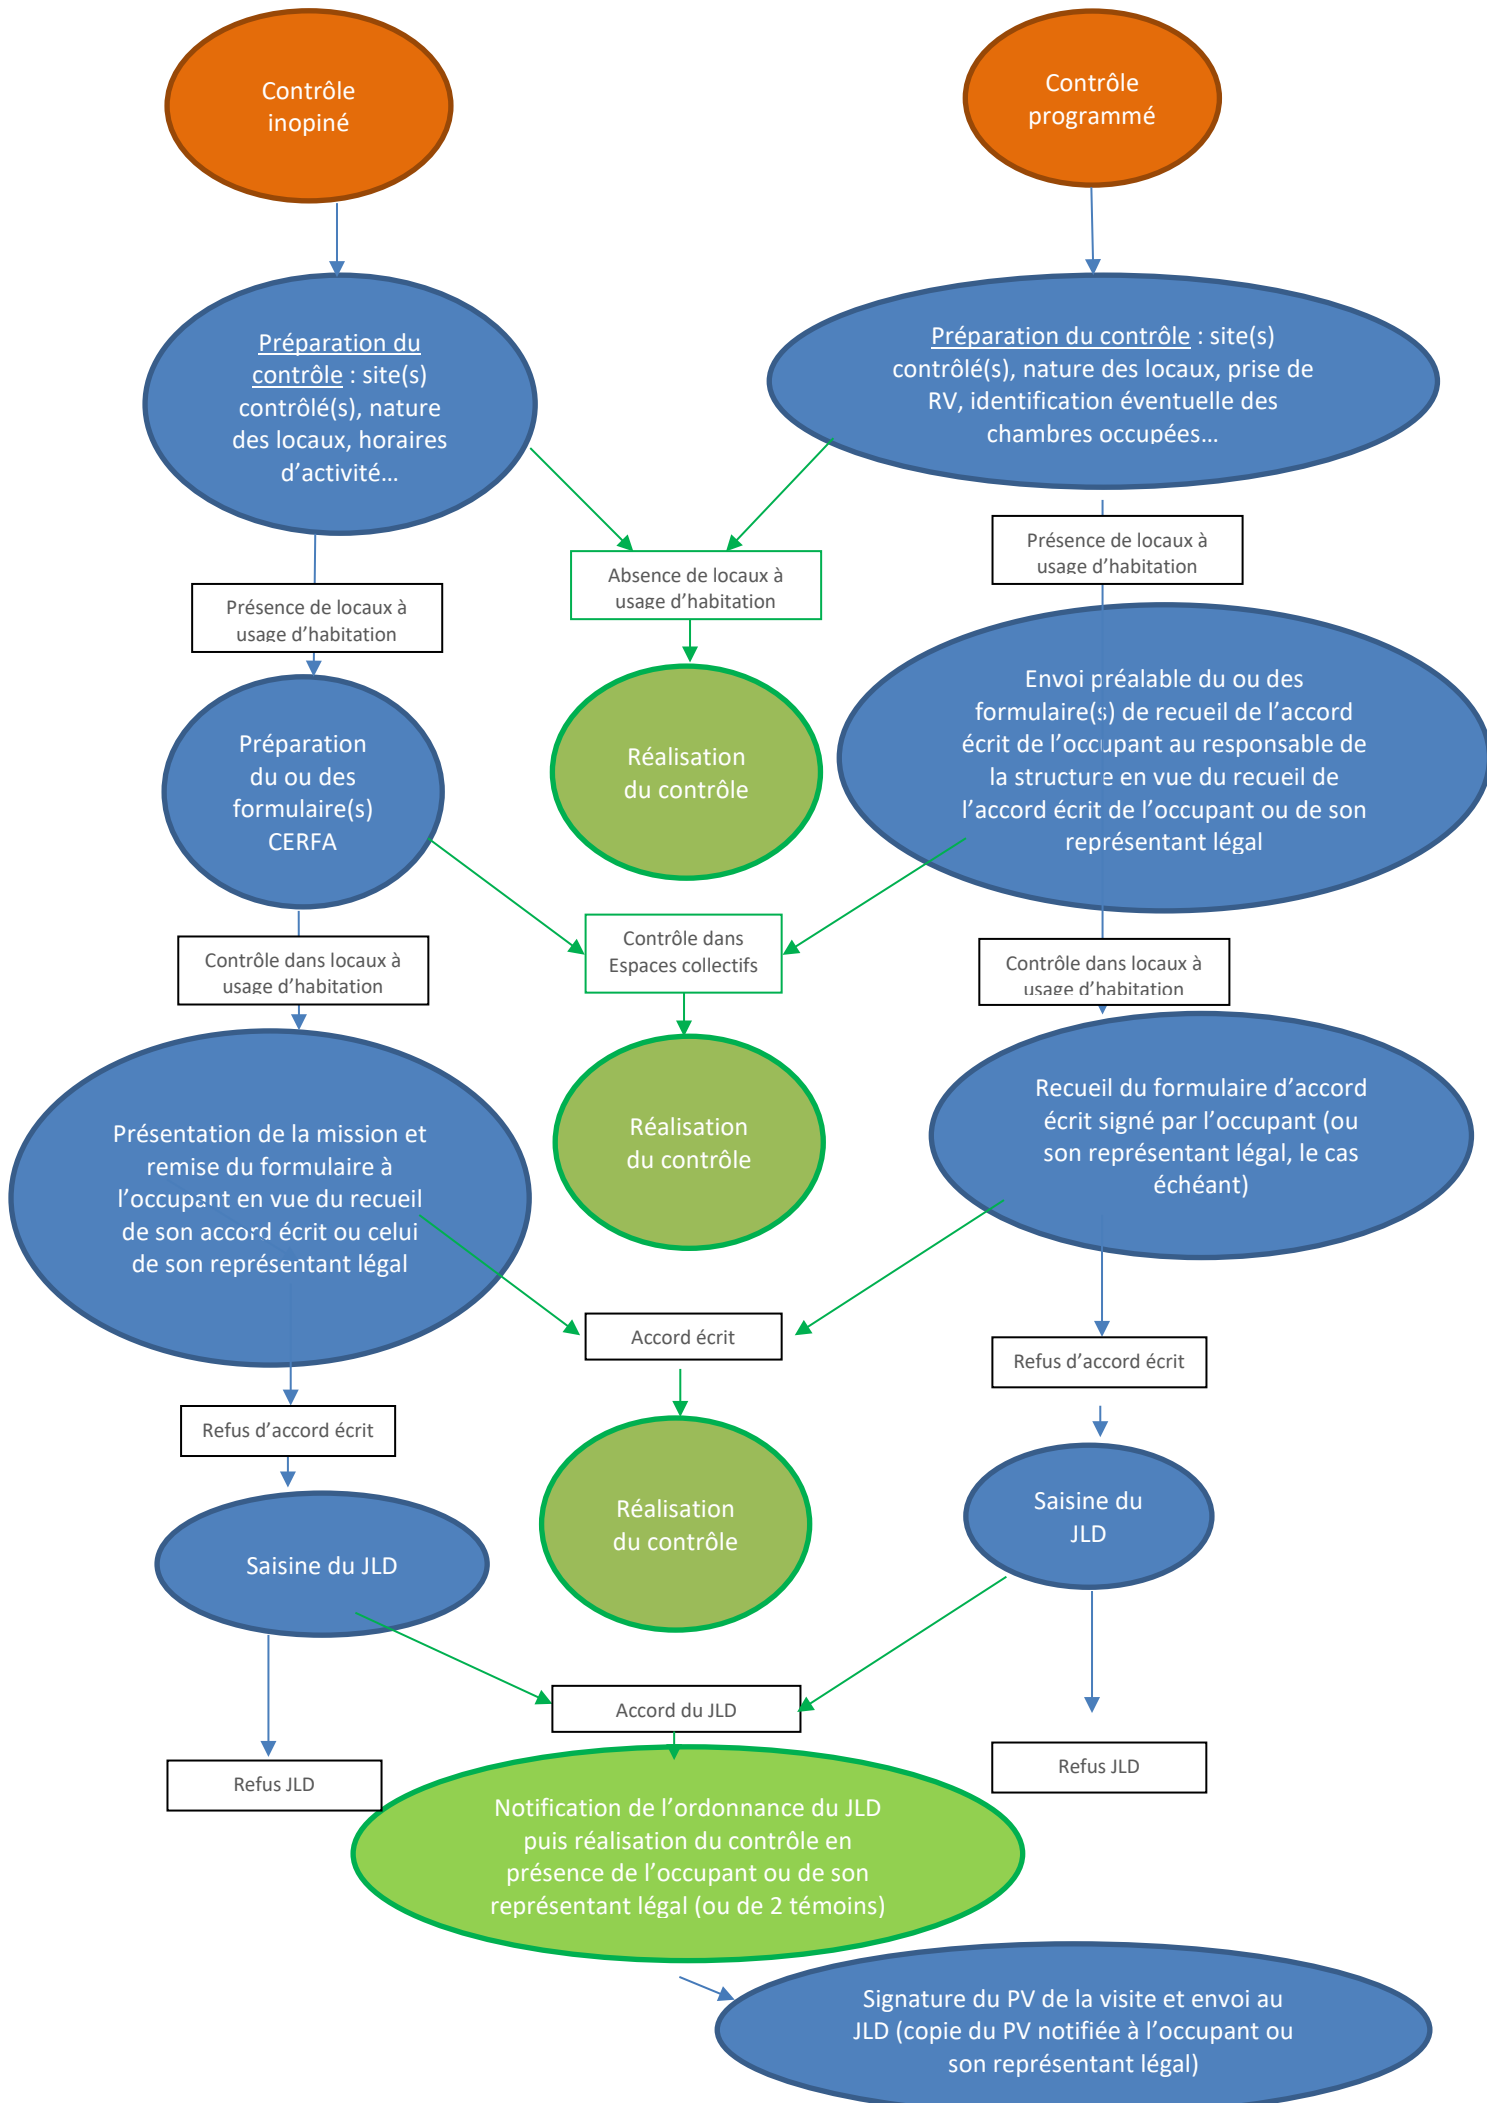 Contrôle
inopiné
Contrôle
programmé
Préparation du
contrôle : site(s)
contrôlé(s), nature
des locaux, horaires
d’activité…
Préparation du contrôle : site(s)
contrôlé(s), nature des locaux, prise de
RV, identification éventuelle des
chambres occupées…
Présence de locaux à
usage d’habitation
Absence de locaux à
usage d’habitation
Présence de locaux à
usage d’habitation
Préparation
du ou des
formulaire(s)
CERFA
Réalisation
du contrôle
Envoi préalable du ou des
formulaire(s) de recueil de l’accord
écrit de l’occupant au responsable de
la structure en vue du recueil de
l’accord écrit de l’occupant ou de son
représentant légal
Contrôle dans locaux à
usage d’habitation
Contrôle dans
Espaces collectifs
Contrôle dans locaux à
usage d’habitation
Présentation de la mission et
remise du formulaire à
l’occupant en vue du recueil
de son accord écrit ou celui
de son représentant légal
Réalisation
du contrôle
Recueil du formulaire d’accord
écrit signé par l’occupant (ou
son représentant légal, le cas
échéant)
Accord écrit
Refus d’accord écrit
Refus d’accord écrit
Réalisation
du contrôle
Saisine du
JLD
Saisine du JLD
Accord du JLD
Refus JLD
Refus JLD
Notification de l’ordonnance du JLD
puis réalisation du contrôle en
présence de l’occupant ou de son
représentant légal (ou de 2 témoins)
Signature du PV de la visite et envoi au
JLD (copie du PV notifiée à l’occupant ou
son représentant légal)